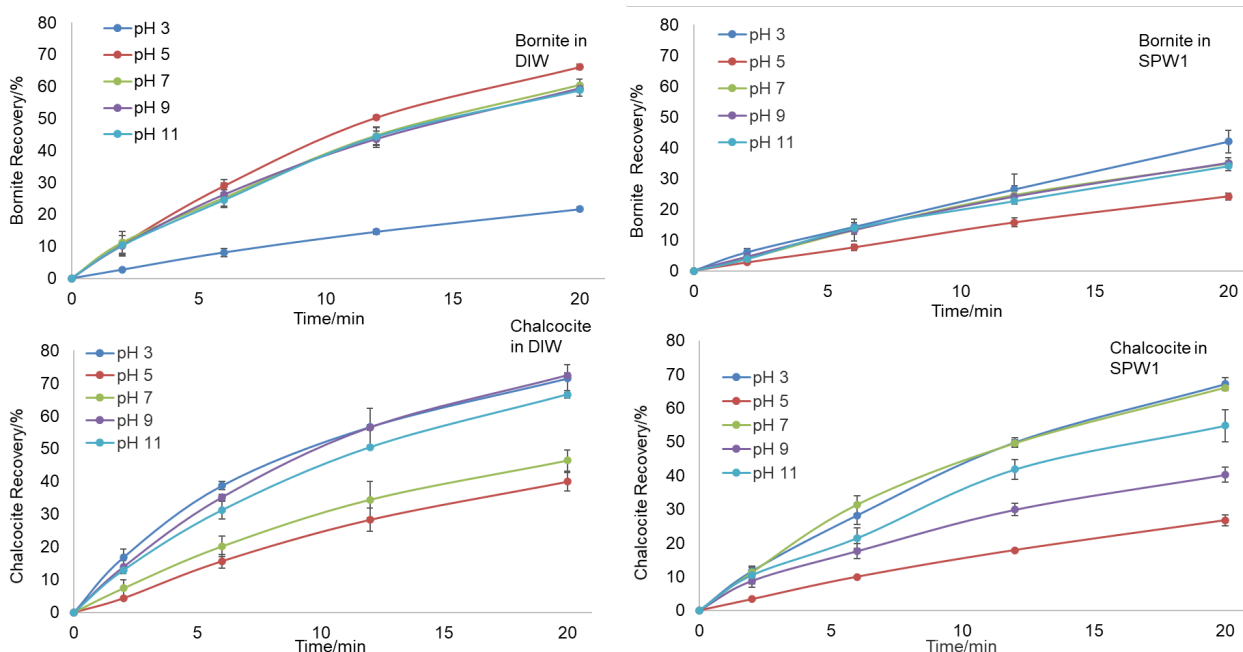 80
70
60
50
40
30
20
10
0
Bornite Recovery/%
pH 3
pH 5
pH 7
pH 9
pH 11
Bornite in
DIW
0
5
10
15
20
Time/min
80
70
60
50
40
30
20
10
0
Bornite Recovery/%
pH 3
pH 5
pH 7
pH 9
pH 11
Bornite in
SPW1
0
5
10
15
20
Time/min
80
70
60
50
40
30
20
10
0
Chalcocite Recovery/%
pH 3
pH 5
pH 7
pH 9
pH 11
Chalcocite
in DIW
0
5
10
15
20
Time/min
80
70
60
50
40
30
20
10
0
Chalcocite Recovery/%
pH 3
pH 5
pH 7
pH 9
pH 11
Chalcocite in
SPW1
0
5
10
15
20
Time/min